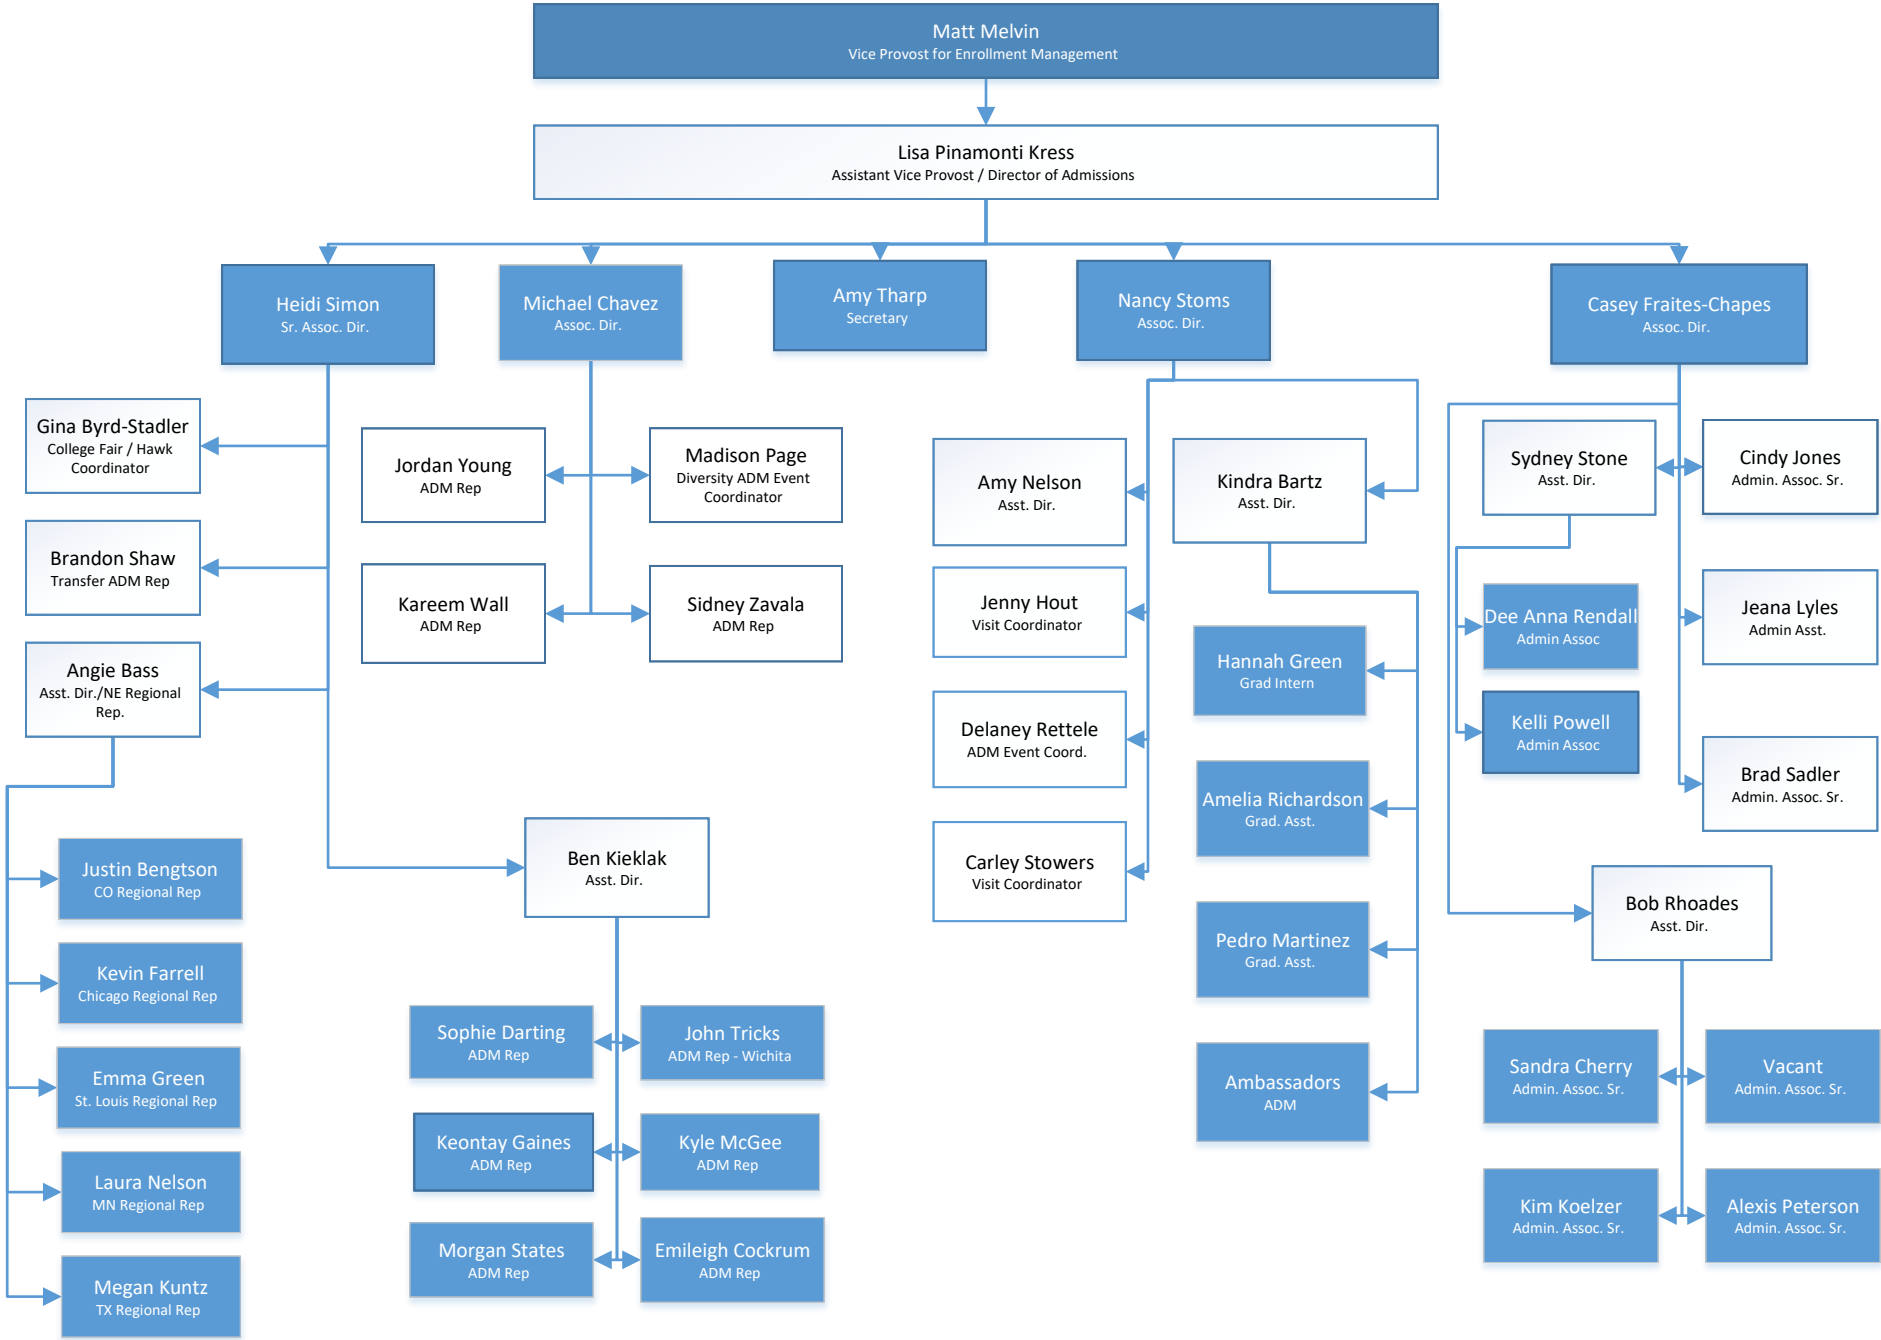 Matt Melvin
Vice Provost for Enrollment Management
Lisa Pinamonti Kress
Assistant Vice Provost / Director of Admissions
Heidi Simon
Sr. Assoc. Dir.
Michael Chavez
Assoc. Dir.
Amy Tharp
Secretary
Nancy Stoms
Assoc. Dir.
Casey Fraites-Chapes
Assoc. Dir.
Gina Byrd-Stadler
College Fair / Hawk
Coordinator
Brandon Shaw
Transfer ADM Rep
Angie Bass
Asst. Dir./NE Regional
Rep.
Justin Bengtson
CO Regional Rep
Kevin Farrell
Chicago Regional Rep
Emma Green
St. Louis Regional Rep
Laura Nelson
MN Regional Rep
Megan Kuntz
TX Regional Rep
Jordan Young
ADM Rep
Madison Page
Diversity ADM Event
Coordinator
Kareem Wall
ADM Rep
Sidney Zavala
ADM Rep
Ben Kieklak
Asst. Dir.
Sophie Darting
ADM Rep
John Tricks
ADM Rep - Wichita
Keontay Gaines
ADM Rep
Kyle McGee
ADM Rep
Morgan States
ADM Rep
Emileigh Cockrum
ADM Rep
Amy Nelson
Asst. Dir.
Jenny Hout
Visit Coordinator
Delaney Rettele
ADM Event Coord.
Carley Stowers
Visit Coordinator
Kindra Bartz
Asst. Dir.
Hannah Green
Grad Intern
Amelia Richardson
Grad. Asst.
Pedro Martinez
Grad. Asst.
Ambassadors
ADM
Sydney Stone
Asst. Dir.
Cindy Jones
Admin. Assoc. Sr.
Dee Anna Rendall
Admin Assoc
Kelli Powell
Admin Assoc
Jeana Lyles
Admin Asst.
Brad Sadler
Admin. Assoc. Sr.
Bob Rhoades
Asst. Dir.
Sandra Cherry
Admin. Assoc. Sr.
Vacant
Admin. Assoc. Sr.
Kim Koelzer
Admin. Assoc. Sr.
Alexis Peterson
Admin. Assoc. Sr.